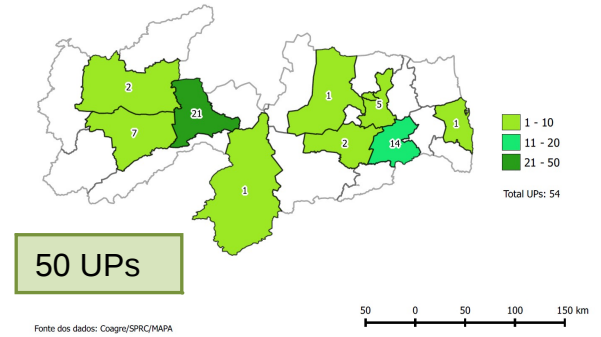 2
21
7
1
1
5
2
14
1
1 - 10
11 - 20
21 - 50
Total UPs: 54
50 UPs
50 0 50 100 150 km
Fonte dos dados: Coagre/SPRC/MAPA